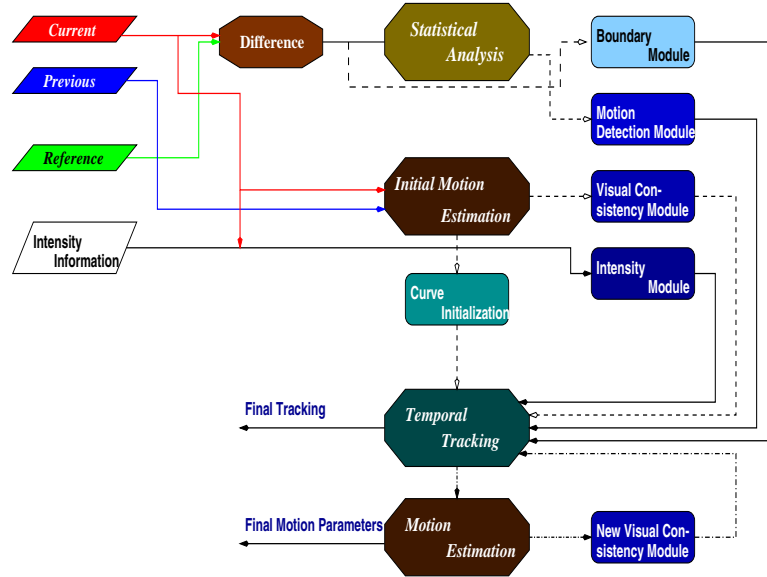 Current
Difference
Statistical
Analysis
Boundary
Module
Previous
Motion
Detection Module
Reference
Initial Motion
Estimation
Visual Con-
sistency Module
Intensity
Information
Intensity
Module
Curve
Initialization
Final Tracking
Temporal
Tracking
Final Motion Parameters
Motion
Estimation
New Visual Con-
sistency Module